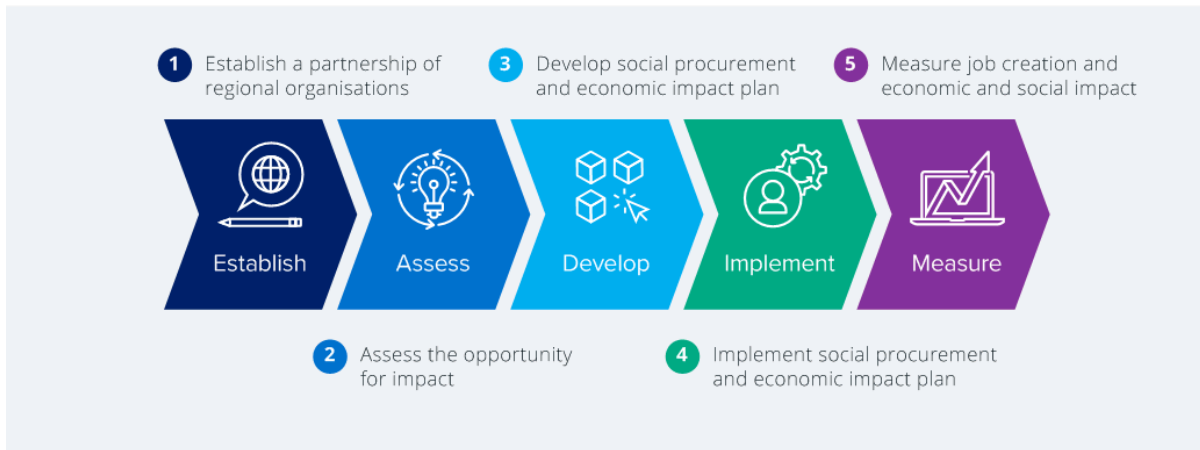 1 Establish a partnership of
regional organisations
3 Develop social procurement
and economic impact plan
5 Measure job creation and
economic and social impact
Establish
Assess
Develop
Implement
Measure
2 Assess the opportunity
for impact
4 Implement social procurement
and economic impact plan